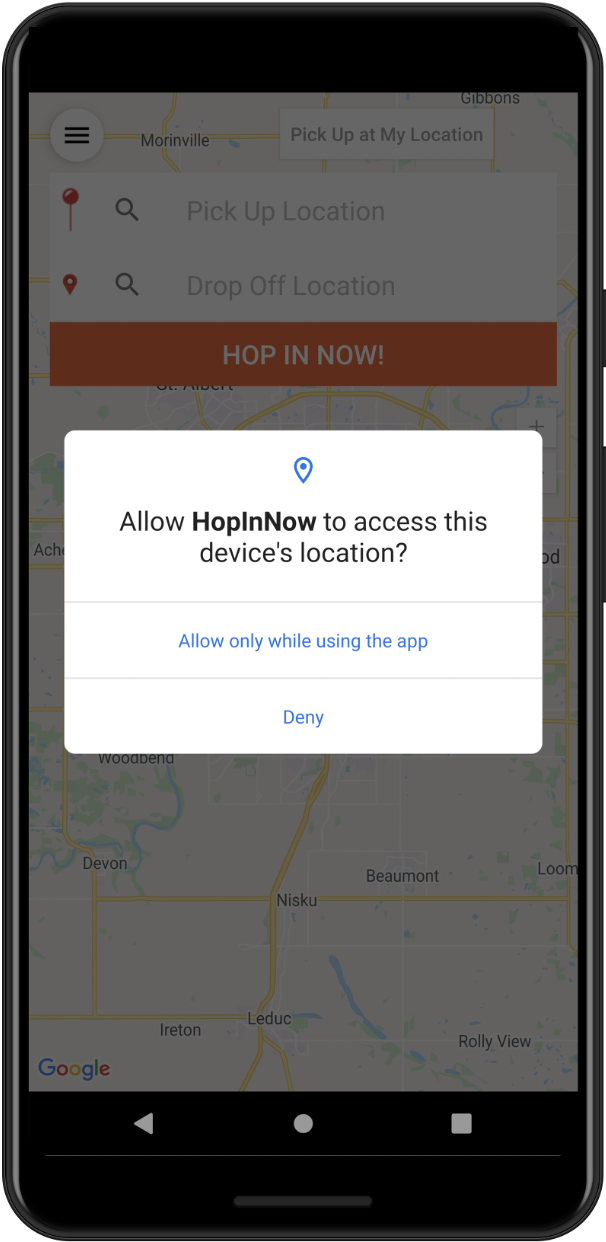 Gibbons
Morinville
Pick Up at My Location
Pick Up Location
Drop Off Location
HOP IN NOW!
St. Albert
+
Allow HopInNow to access this
device's location?
Allow only while using the app
Deny
Woodbend
Devon
Beaumont
Loom
Nisku
Leduc
Ireton
Rolly View
Google